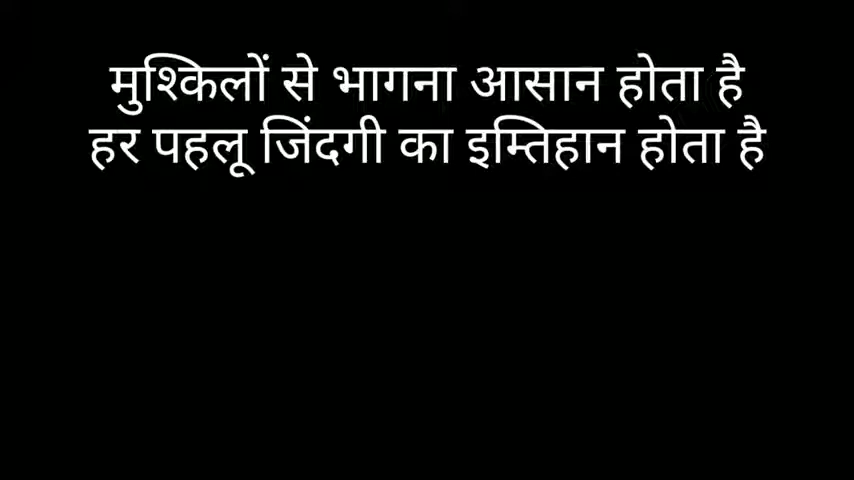 मुश्किलों से भागना आसान होता है
हर पहलू जिंदगी का इम्तिहान होता है